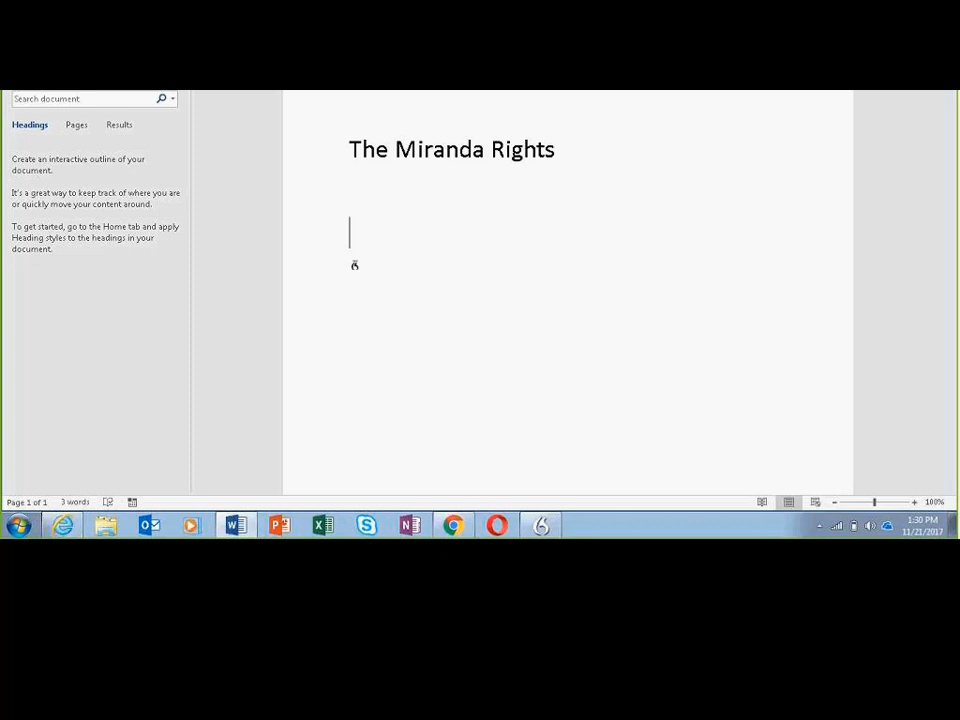 Search document
Headings Pages Results
Create an interactive outline of your
document.
It's a great way to keep track of where you are
or quickly move your content around.
To get started, go to the Home tab and apply
Heading styles to the headings in your
document.
The Miranda Rights
Page 1 of 1 3 words 100%
1:30 PM
11/21/2017